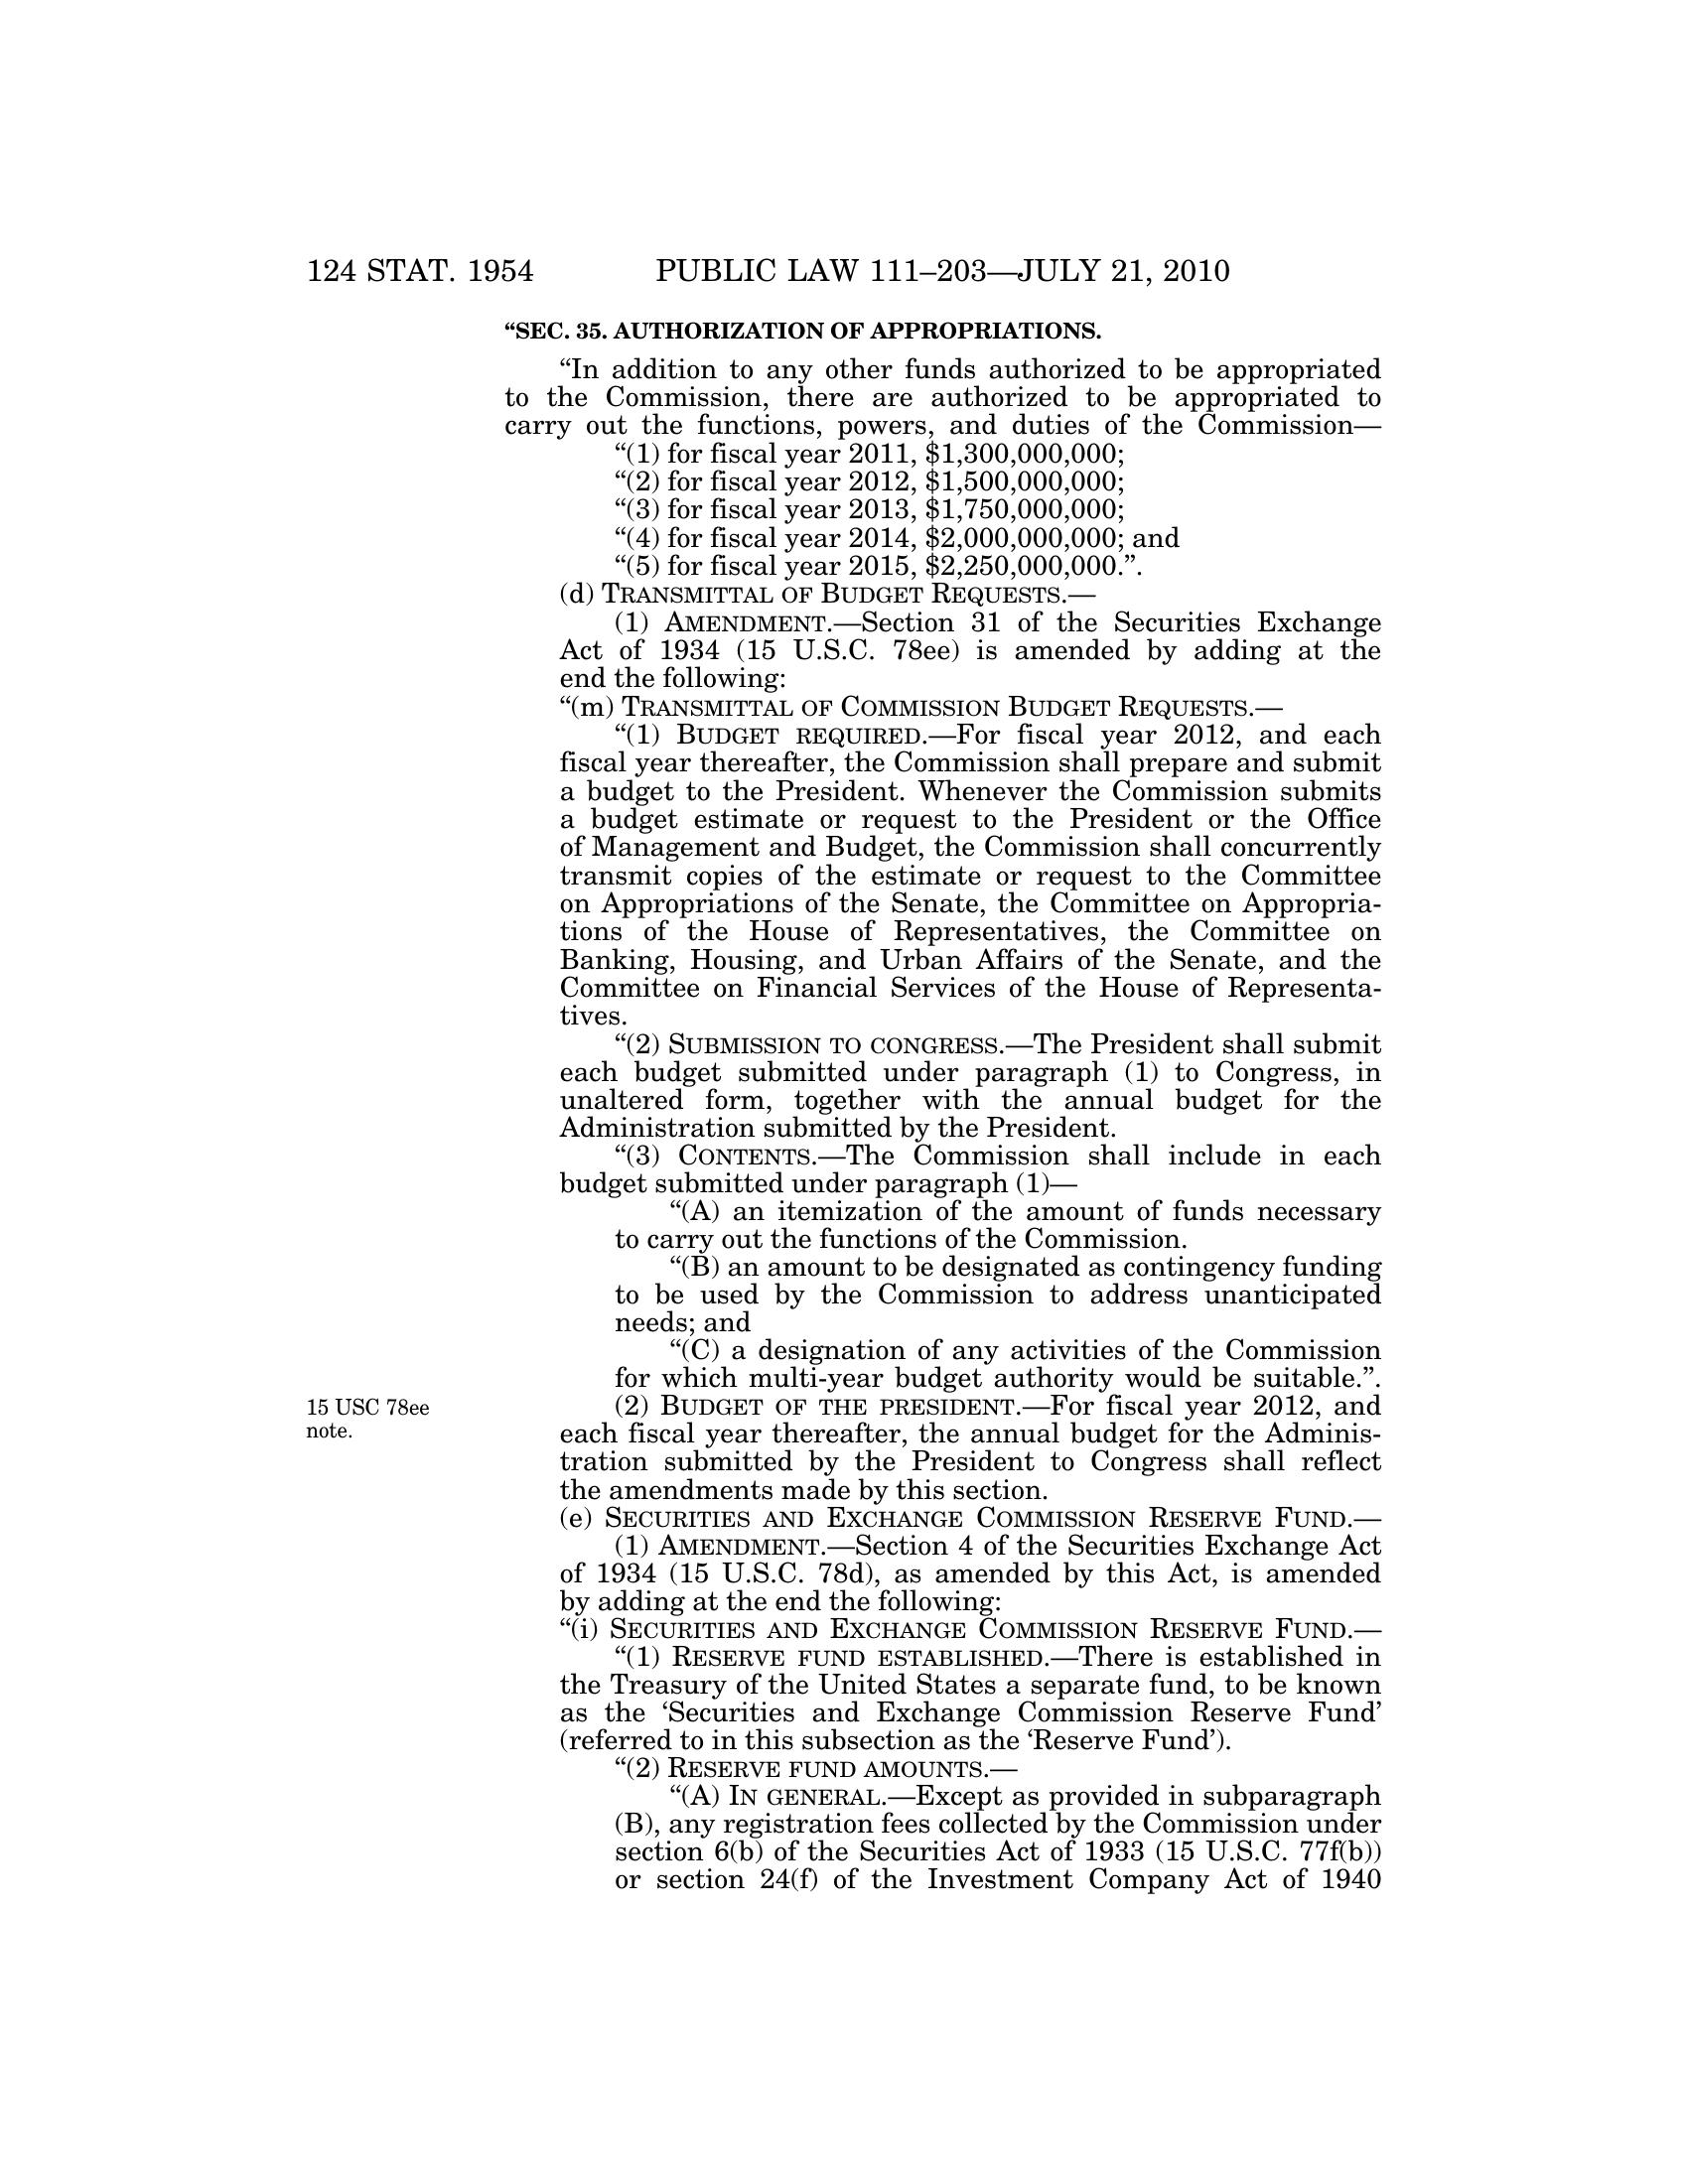 124 STAT. 1954 PUBLIC LAW 111–203—JULY 21, 2010
“SEC. 35. AUTHORIZATION OF APPROPRIATIONS.
“In addition to any other funds authorized to be appropriated
to the Commission, there are authorized to be appropriated to
carry out the functions, powers, and duties of the Commission—
“(1) for fiscal year 2011, $1,300,000,000;
“(2) for fiscal year 2012, $1,500,000,000;
“(3) for fiscal year 2013, $1,750,000,000;
“(4) for fiscal year 2014, $2,000,000,000; and
“(5) for fiscal year 2015, $2,250,000,000.”.
(d) TRANSMITTAL OF BUDGET REQUESTS.—
(1) AMENDMENT.—Section 31 of the Securities Exchange
Act of 1934 (15 U.S.C. 78ee) is amended by adding at the
end the following:
“(m) TRANSMITTAL OF COMMISSION BUDGET REQUESTS.—
“(1) BUDGET REQUIRED.—For fiscal year 2012, and each
fiscal year thereafter, the Commission shall prepare and submit
a budget to the President. Whenever the Commission submits
a budget estimate or request to the President or the Office
of Management and Budget, the Commission shall concurrently
transmit copies of the estimate or request to the Committee
on Appropriations of the Senate, the Committee on Appropria-
tions of the House of Representatives, the Committee on
Banking, Housing, and Urban Affairs of the Senate, and the
Committee on Financial Services of the House of Representa-
tives.
“(2) SUBMISSION TO CONGRESS.—The President shall submit
each budget submitted under paragraph (1) to Congress, in
unaltered form, together with the annual budget for the
Administration submitted by the President.
“(3) CONTENTS.—The Commission shall include in each
budget submitted under paragraph (1)—
“(A) an itemization of the amount of funds necessary
to carry out the functions of the Commission.
“(B) an amount to be designated as contingency funding
to be used by the Commission to address unanticipated
needs; and
“(C) a designation of any activities of the Commission
for which multi-year budget authority would be suitable.”.
15 USC 78ee
note.
(2) BUDGET OF THE PRESIDENT.—For fiscal year 2012, and
each fiscal year thereafter, the annual budget for the Adminis-
tration submitted by the President to Congress shall reflect
the amendments made by this section.
(e) SECURITIES AND EXCHANGE COMMISSION RESERVE FUND.—
(1) AMENDMENT.—Section 4 of the Securities Exchange Act
of 1934 (15 U.S.C. 78d), as amended by this Act, is amended
by adding at the end the following:
“(i) SECURITIES AND EXCHANGE COMMISSION RESERVE FUND.—
“(1) RESERVE FUND ESTABLISHED.—There is established in
the Treasury of the United States a separate fund, to be known
as the ‘Securities and Exchange Commission Reserve Fund’
(referred to in this subsection as the ‘Reserve Fund’).
“(2) RESERVE FUND AMOUNTS.—
“(A) IN GENERAL.—Except as provided in subparagraph
(B), any registration fees collected by the Commission under
section 6(b) of the Securities Act of 1933 (15 U.S.C. 77f(b))
or section 24(f) of the Investment Company Act of 1940